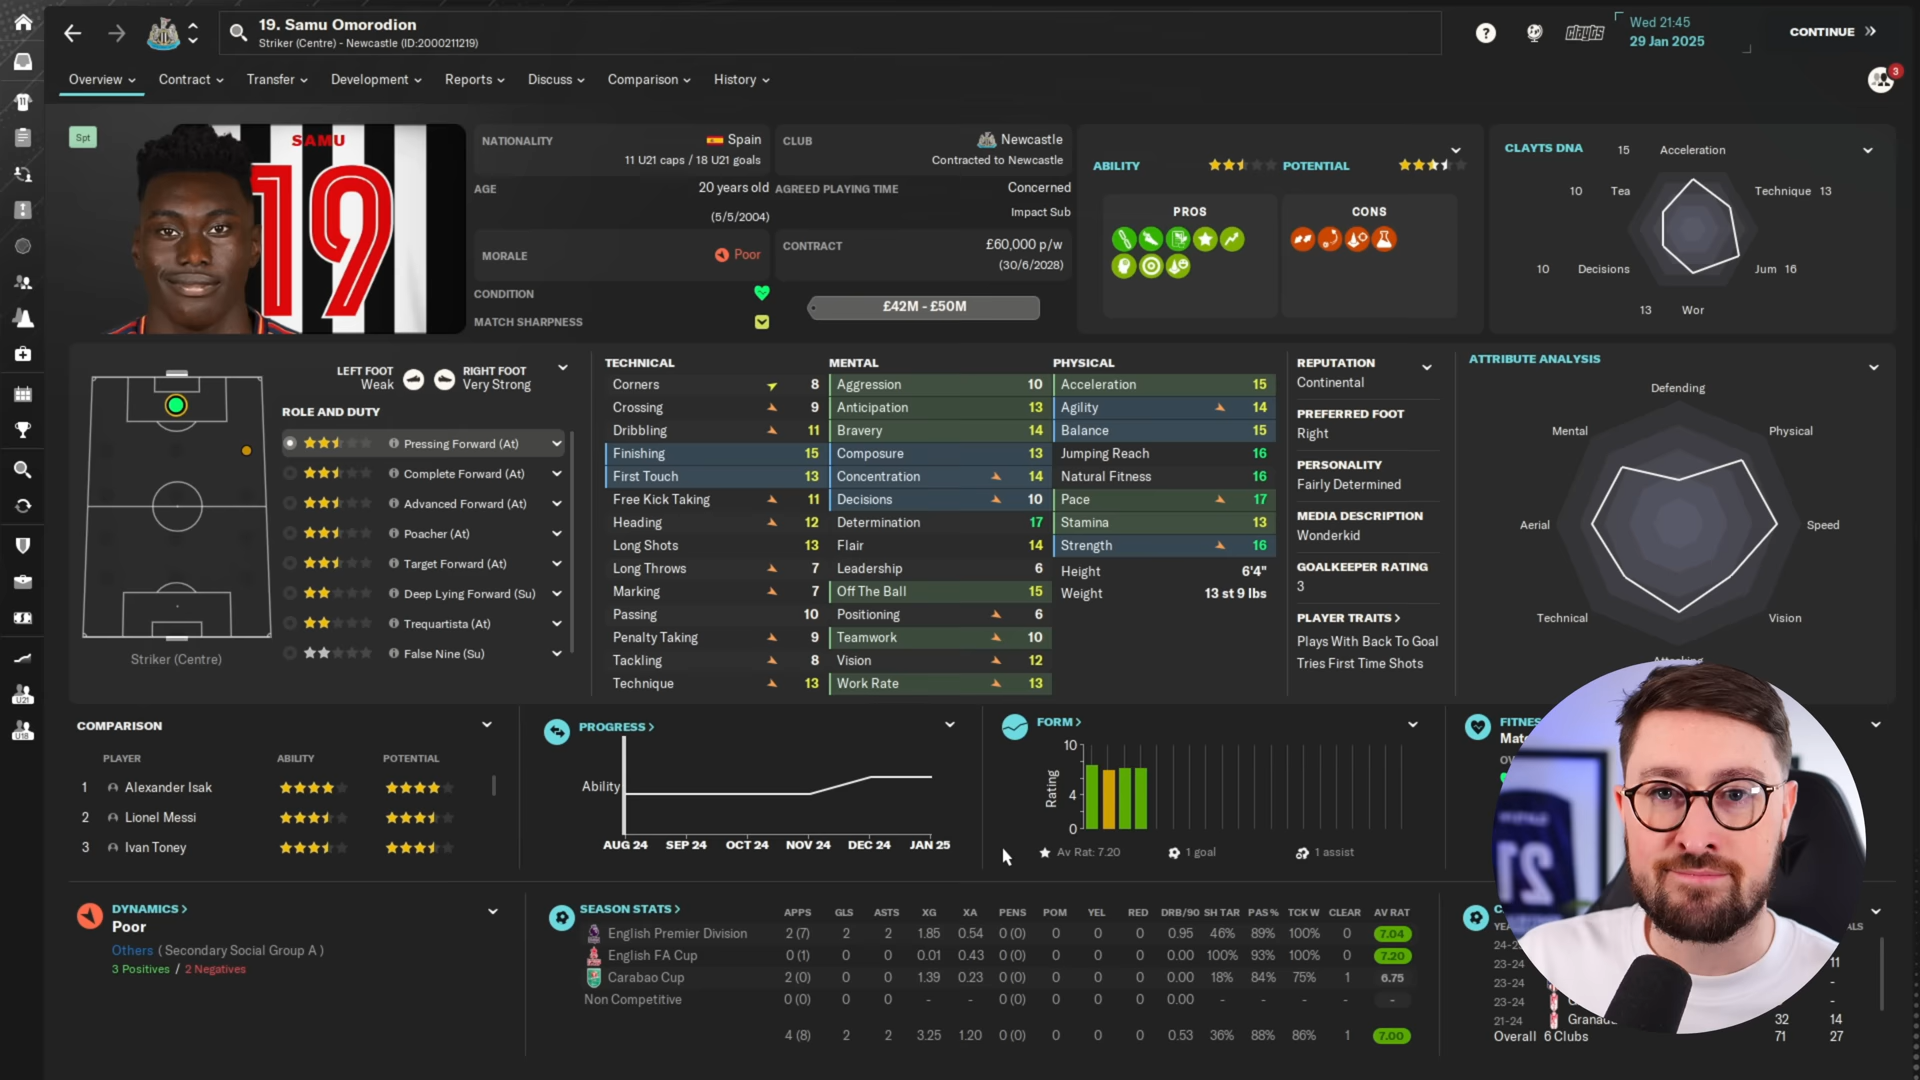 19. Samu Omorodion
Striker (Centre) - Newcastle (ID:2000211219)
?
clayts
Wed 21:45
29 Jan 2025
CONTINUE
Overview
Contract
Transfer
Development
Reports
Discuss
Comparison
History
3
Spt
SAMU
19
NATIONALITY
Spain
11 U21 caps / 18 U21 goals
AGE
20 years old
(5/5/2004)
MORALE
Poor
CONDITION
MATCH SHARPNESS
CLUB
Newcastle
Contracted to Newcastle
AGREED PLAYING TIME
Concerned
Impact Sub
CONTRACT
£60,000 p/w
(30/6/2028)
£42M - £50M
ABILITY
POTENTIAL
PROS
CONS
CLAYTS DNA
15 Acceleration
10 Tea
Technique 13
10 Decisions
Jum 16
13 Wor
LEFT FOOT
Weak
RIGHT FOOT
Very Strong
ROLE AND DUTY
Pressing Forward (At)
Complete Forward (At)
Advanced Forward (At)
Poacher (At)
Target Forward (At)
Deep Lying Forward (Su)
Trequartista (At)
False Nine (Su)
Striker (Centre)
TECHNICAL
Corners 8
Crossing 9
Dribbling 11
Finishing 15
First Touch 13
Free Kick Taking 11
Heading 12
Long Shots 13
Long Throws 7
Marking 7
Passing 10
Penalty Taking 9
Tackling 8
Technique 13
MENTAL
Aggression 10
Anticipation 13
Bravery 14
Composure 13
Concentration 14
Decisions 10
Determination 17
Flair 14
Leadership 6
Off The Ball 15
Positioning 6
Teamwork 10
Vision 12
Work Rate 13
PHYSICAL
Acceleration 15
Agility 14
Balance 15
Jumping Reach 16
Natural Fitness 16
Pace 17
Stamina 13
Strength 16
Height 6'4"
Weight 13 st 9 lbs
REPUTATION
Continental
PREFERRED FOOT
Right
PERSONALITY
Fairly Determined
MEDIA DESCRIPTION
Wonderkid
GOALKEEPER RATING
3
PLAYER TRAITS >
Plays With Back To Goal
Tries First Time Shots
ATTRIBUTE ANALYSIS
Defending
Mental
Physical
Aerial
Speed
Technical
Vision
Attacking
COMPARISON
PLAYER ABILITY POTENTIAL
1 Alexander Isak
2 Lionel Messi
3 Ivan Toney
PROGRESS >
Ability
AUG 24 SEP 24 OCT 24 NOV 24 DEC 24 JAN 25
FORM >
Rating
10
4
0
Av Rat: 7.20
1 goal
1 assist
DYNAMICS >
Poor
Others ( Secondary Social Group A )
3 Positives / 2 Negatives
SEASON STATS > APPS GLS ASTS XG XA PENS POM YEL RED DRB/90 SH TAR PAS% TCK W CLEAR AV RAT
English Premier Division 2 (7) 2 2 1.85 0.54 0 (0) 0 0 0 0.95 46% 89% 100% 0 7.04
English FA Cup 0 (1) 0 0 0.01 0.43 0 (0) 0 0 0 0.00 100% 93% 100% 0 7.20
Carabao Cup 2 (0) 0 0 1.39 0.23 0 (0) 0 0 0 0.00 18% 84% 75% 1 6.75
Non Competitive 0 (0) 0 0 - - 0 (0) 0 0 0 0.00 - - - - -
4 (8) 2 2 3.25 1.20 0 (0) 0 0 0 0.53 36% 88% 86% 1 7.00
24-2
23-24 11
23-24 -
23-24 -
21-24 32 14
Overall 6 Clubs 71 27
U21
U18
21